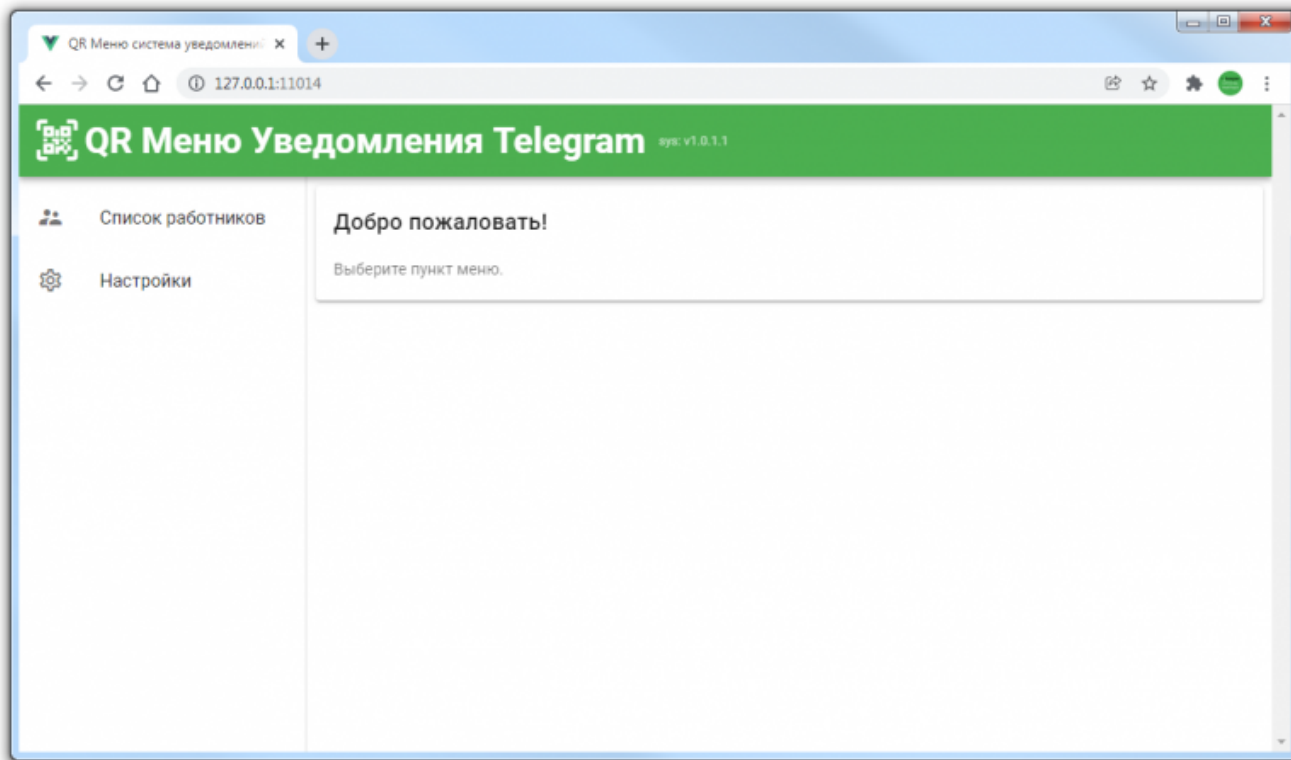 QR Меню система уведомлений
127.0.0.1:11014
QR Меню Уведомления Telegram sys: v1.0.1.1
Список работников
Настройки
Добро пожаловать!
Выберите пункт меню.